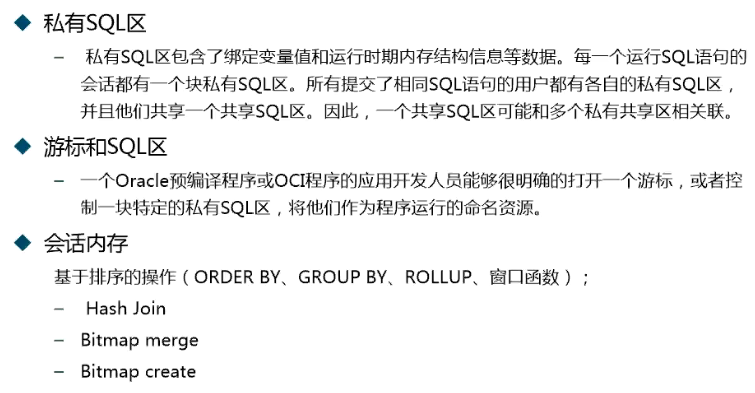 ◆ 私有SQL区
– 私有SQL区包含了绑定变量值和运行时期内存结构信息等数据。每一个运行SQL语句的
会话都有一个块私有SQL区。所有提交了相同SQL语句的用户都有各自的私有SQL区，
并且他们共享一个共享SQL区。因此，一个共享SQL区可能和多个私有共享区相关联。
◆ 游标和SQL区
– 一个Oracle预编译程序或OCI程序的应用开发人员能够很明确的打开一个游标，或者控
制一块特定的私有SQL区，将他们作为程序运行的命名资源。
◆ 会话内存
基于排序的操作（ORDER BY、GROUP BY、ROLLUP、窗口函数）；
– Hash Join
– Bitmap merge
– Bitmap create